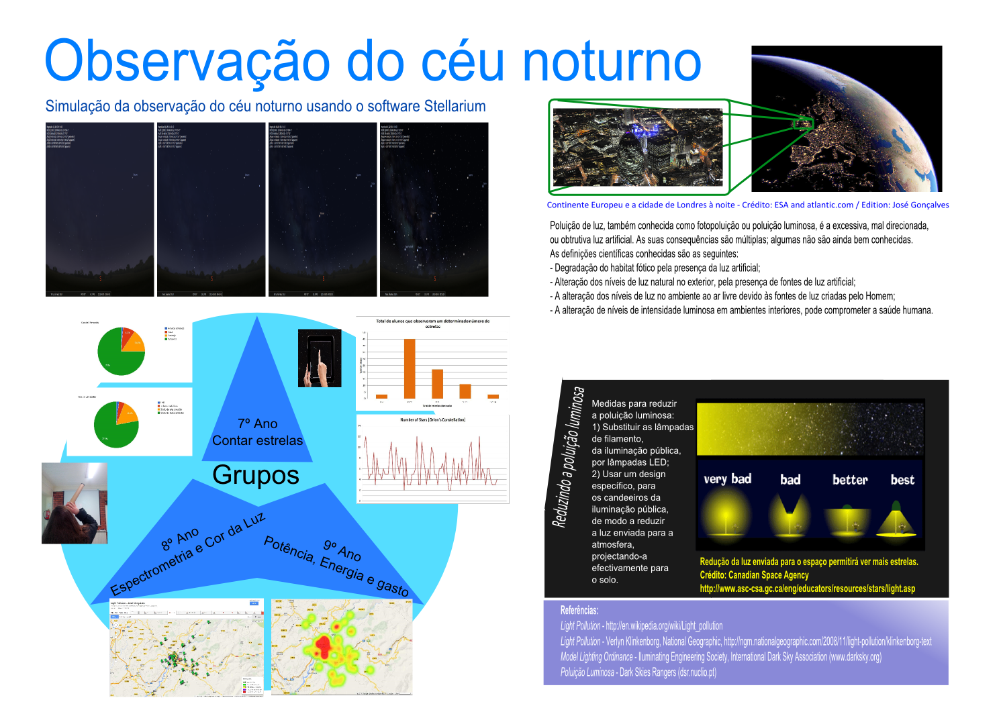 Observação do céu noturno
Simulação da observação do céu noturno usando o software Stellarium
Continente Europeu e a cidade de Londres à noite - Crédito: ESA and atlantic.com / Edition: José Gonçalves
Poluição de luz, também conhecida como fotopoluição ou poluição luminosa, é a excessiva, mal direcionada,
ou obtrutiva luz artificial. As suas consequências são múltiplas; algumas não são ainda bem conhecidas.
As definições científicas conhecidas são as seguintes:
- Degradação do habitat fótico pela presença da luz artificial;
- Alteração dos níveis de luz natural no exterior, pela presença de fontes de luz artificial;
- A alteração dos níveis de luz no ambiente ao ar livre devido às fontes de luz criadas pelo Homem;
- A alteração de níveis de intensidade luminosa em ambientes interiores, pode comprometer a saúde humana.
Total de alunos que observaram um determinado número de
estrelas
Number of Stars [Orion's Constellation]
7º Ano
Contar estrelas
Grupos
8º Ano
Espectrometria e Cor da Luz
9º Ano
Potência, Energia e gasto
Light Pollution - José Gonçalves
Reduzindo a poluição luminosa
Medidas para reduzir
a poluição luminosa:
1) Substituir as lâmpadas
de filamento,
da iluminação pública,
por lâmpadas LED;
2) Usar um design
específico, para
os candeeiros da
iluminação pública,
de modo a reduzir
a luz enviada para a
atmosfera,
projectando-a
efectivamente para
o solo.
very bad bad better best
Redução da luz enviada para o espaço permitirá ver mais estrelas.
Crédito: Canadian Space Agency
http://www.asc-csa.gc.ca/eng/educators/resources/stars/light.asp
Referências:
Light Pollution - http://en.wikipedia.org/wiki/Light_pollution
Light Pollution - Verlyn Klinkenborg, National Geographic, http://ngm.nationalgeographic.com/2008/11/light-pollution/klinkenborg-text
Model Lighting Ordinance - Iluminating Engineering Society, International Dark Sky Association (www.darksky.org)
Poluição Luminosa - Dark Skies Rangers (dsr.nuclio.pt)